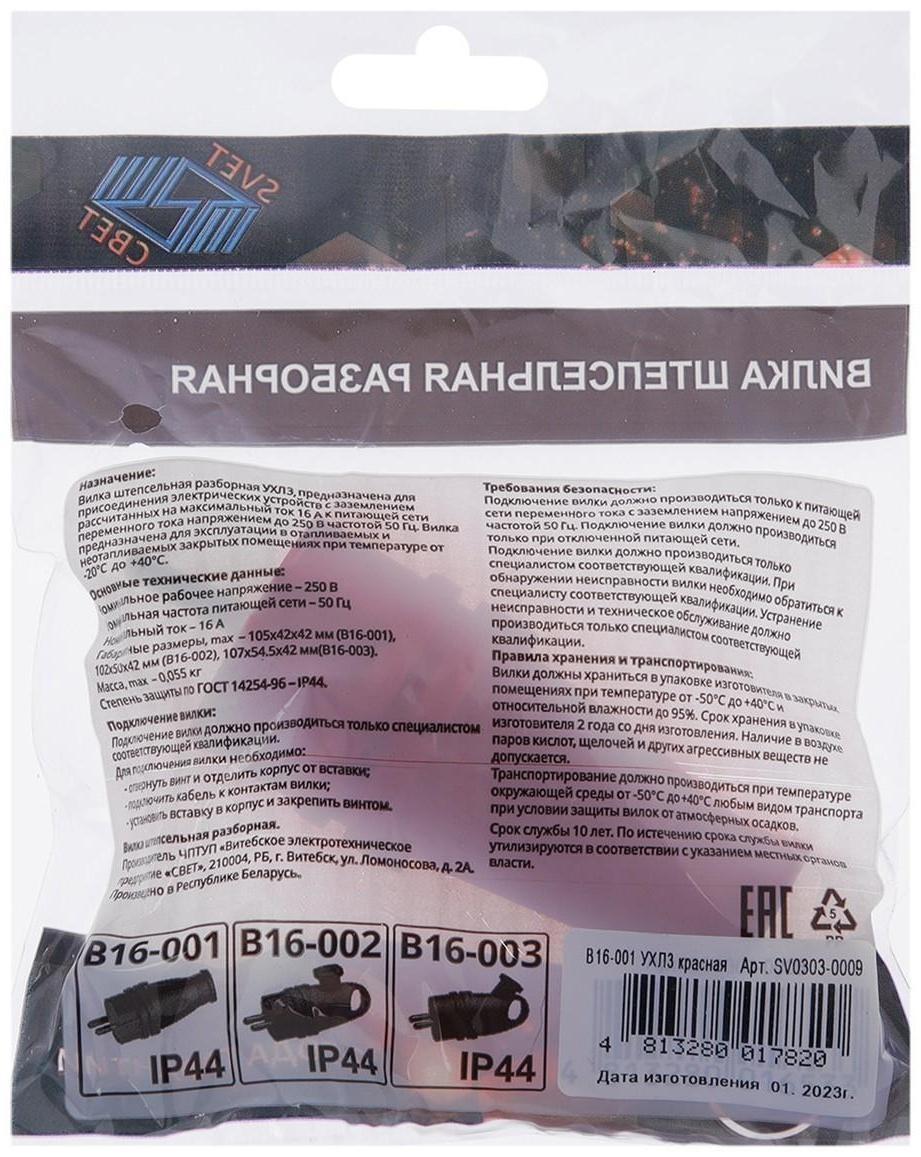 SVET
СВЕТ
ВИЛКА ШТЕПСЕЛЬНАЯ РАЗБОРНАЯ
Назначение:
Вилка штепсельная разборная УХЛ3, предназначена для
присоединения электрических устройств с заземлением
рассчитанных на максимальный ток 16 А к питающей сети
переменного тока напряжением до 250 В частотой 50 Гц. Вилка
предназначена для эксплуатации в отапливаемых и
неотапливаемых закрытых помещениях при температуре от
-20°С до +40°С.
Основные технические данные:
Номинальное рабочее напряжение – 250 В
Номинальная частота питающей сети – 50 Гц
Номинальный ток – 16 А
Габаритные размеры, max – 105х42х42 мм (В16-001),
102х50х42 мм (В16-002), 107х54.5х42 мм(В16-003).
Масса, max – 0,055 кг
Степень защиты по ГОСТ 14254-96 – IP44.
Подключение вилки:
Подключение вилки должно производиться только специалистом
соответствующей квалификации.
Для подключения вилки необходимо:
- отвернуть винт и отделить корпус от вставки;
- подключить кабель к контактам вилки;
- установить вставку в корпус и закрепить винтом.
Вилка штепсельная разборная.
Производитель ЧПТУП «Витебское электротехническое
предприятие «СВЕТ», 210004, РБ, г. Витебск, ул. Ломоносова, д. 2А.
Произведено в Республике Беларусь.
Требования безопасности:
Подключение вилки должно производиться только к питающей
сети переменного тока с заземлением напряжением до 250 В
частотой 50 Гц. Подключение вилки должно производиться
только при отключенной питающей сети.
Подключение вилки должно производиться только
специалистом соответствующей квалификации. При
обнаружении неисправности вилки необходимо обратиться к
специалисту соответствующей квалификации. Устранение
неисправности и техническое обслуживание должно
производиться только специалистом соответствующей
квалификации.
Правила хранения и транспортирования:
Вилки должны храниться в упаковке изготовителя в закрытых
помещениях при температуре от -50°С до +40°С и
относительной влажности до 95%. Срок хранения в упаковке
изготовителя 2 года со дня изготовления. Наличие в воздухе
паров кислот, щелочей и других агрессивных веществ не
допускается.
Транспортирование должно производиться при температуре
окружающей среды от -50°С до +40°С любым видом транспорта
при условии защиты вилок от атмосферных осадков.
Срок службы 10 лет. По истечению срока службы вилки
утилизируются в соответствии с указанием местных органов
власти.
ЕАС
5
PP
В16-001 В16-002 В16-003
IP44 IP44 IP44
В16-001 УХЛ3 красная Арт. SV0303-0009
4 813280 017820
Дата изготовления 01. 2023г.